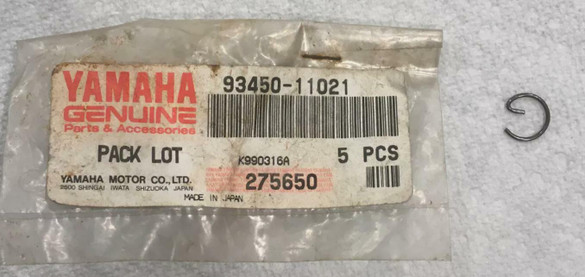 YAMAHA
GENUINE
Parts & Accessories
93450-11021
PACK LOT
K990316A
5 PCS
YAMAHA MOTOR CO.,LTD.
2500 SHINGAI IWATA SHIZUOKA JAPAN
275650
MADE IN JAPAN